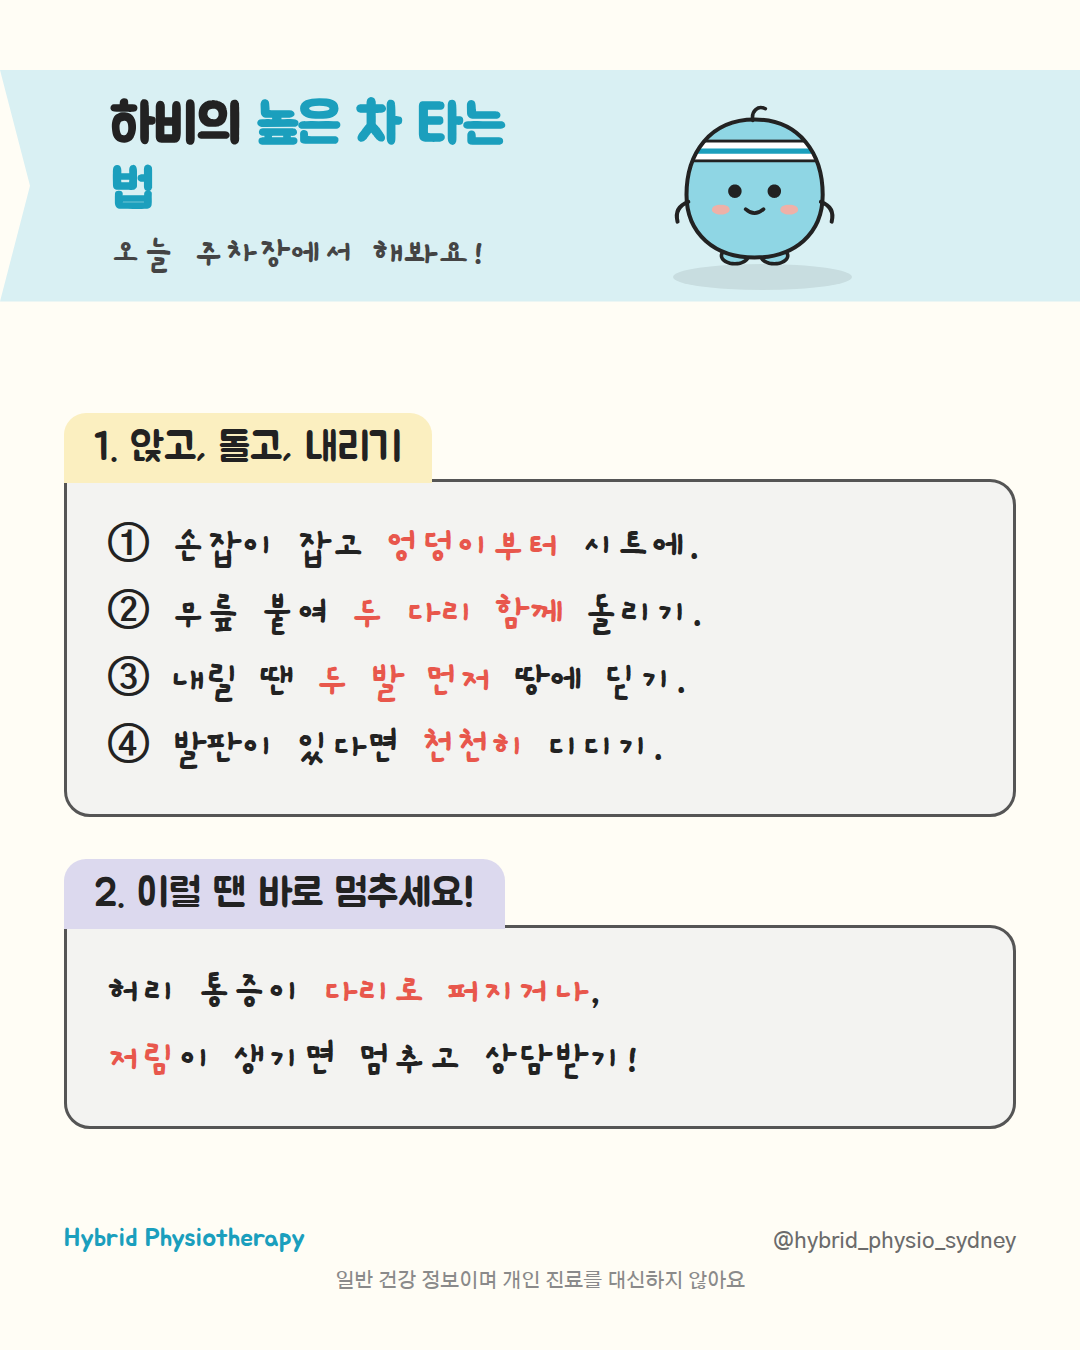 하비의 높은 차 타는
법
오늘 주차장에서 해봐요!
1. 앉고, 돌고, 내리기
① 손잡이 잡고 엉덩이부터 시트에.
② 무릎 붙여 두 다리 함께 돌리기.
③ 내릴 땐 두 발 먼저 땅에 딛기.
④ 발판이 있다면 천천히 디디기.
2. 이럴 땐 바로 멈추세요!
허리 통증이 다리로 퍼지거나,
저림이 생기면 멈추고 상담받기!
Hybrid Physiotherapy
@hybrid_physio_sydney
일반 건강 정보이며 개인 진료를 대신하지 않아요